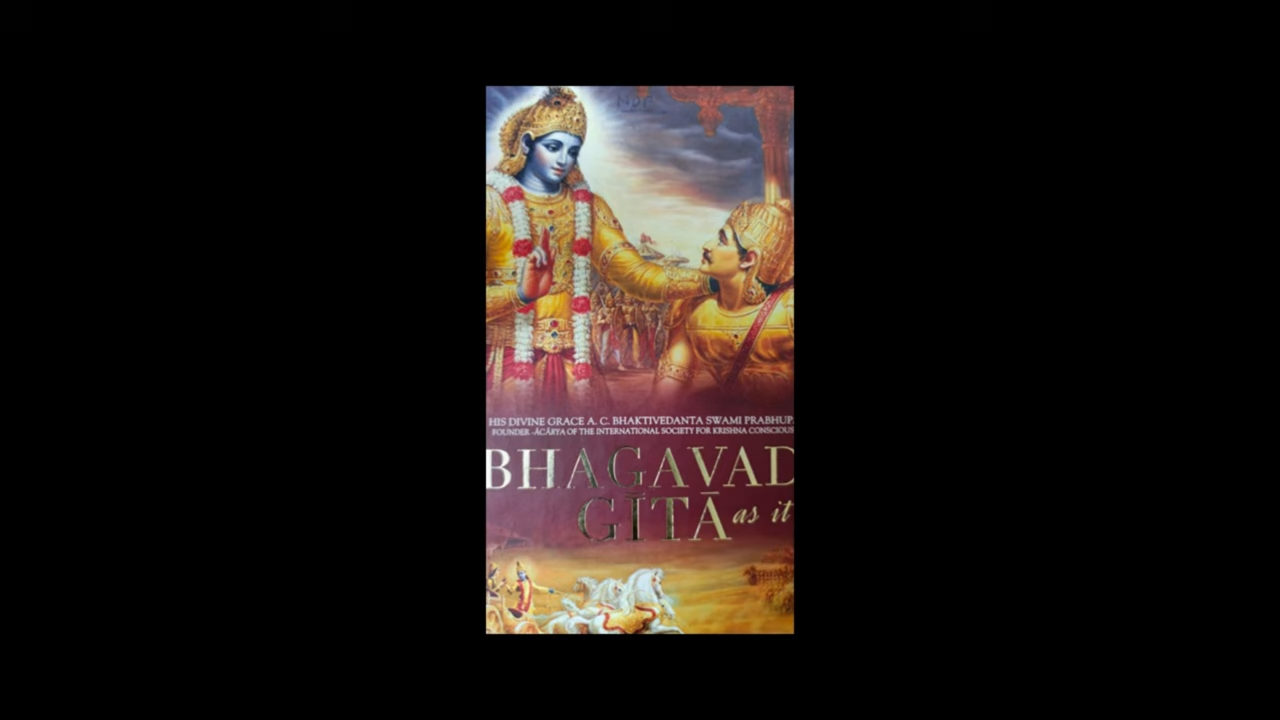 HIS DIVINE GRACE A. C. BHAKTIVEDANTA SWAMI PRABHUP
FOUNDER -ĀCĀRYA OF THE INTERNATIONAL SOCIETY FOR KRISHNA CONSCIOUS
BHAGAVAD
GĪTĀ as it